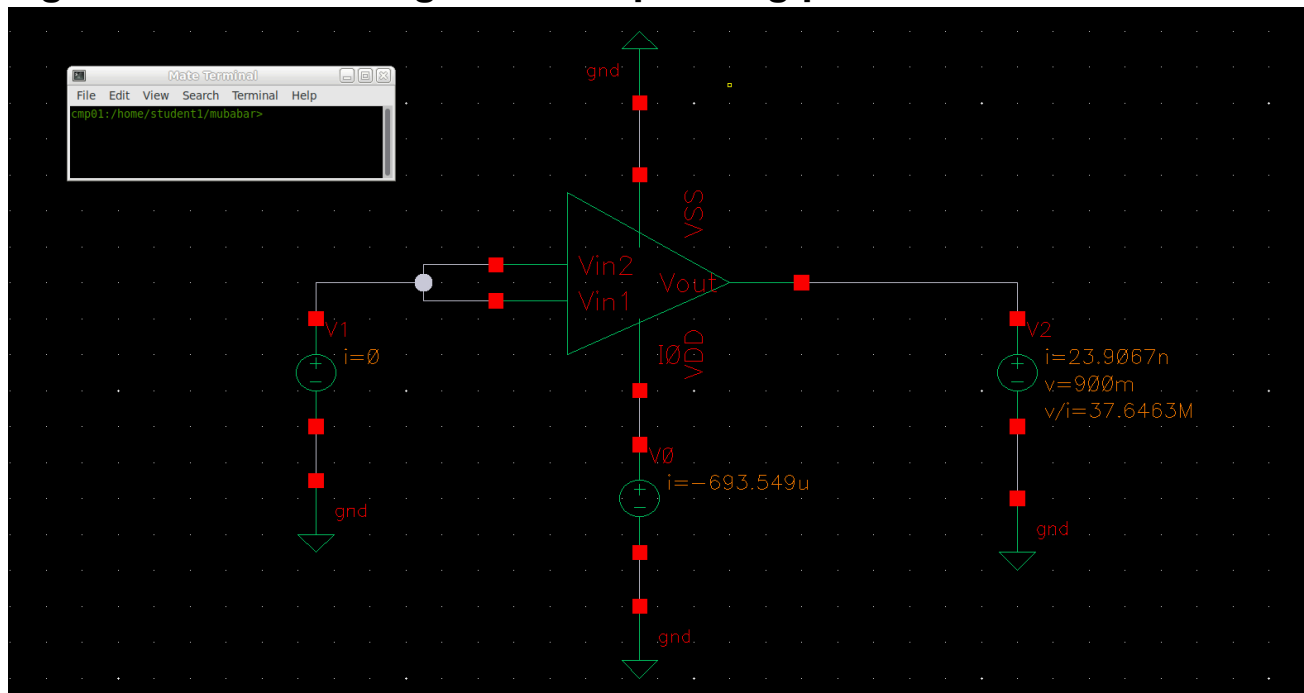 Mate Terminal
File Edit View Search Terminal Help
cmp01:/home/student1/mubabar>
gnd
VSS
Vin2
Vout
Vin1
V1
i=0
I0
VDD
V2
i=23.9067n
v=900m
v/i=37.6463M
V0
i=-693.549u
gnd
gnd
gnd